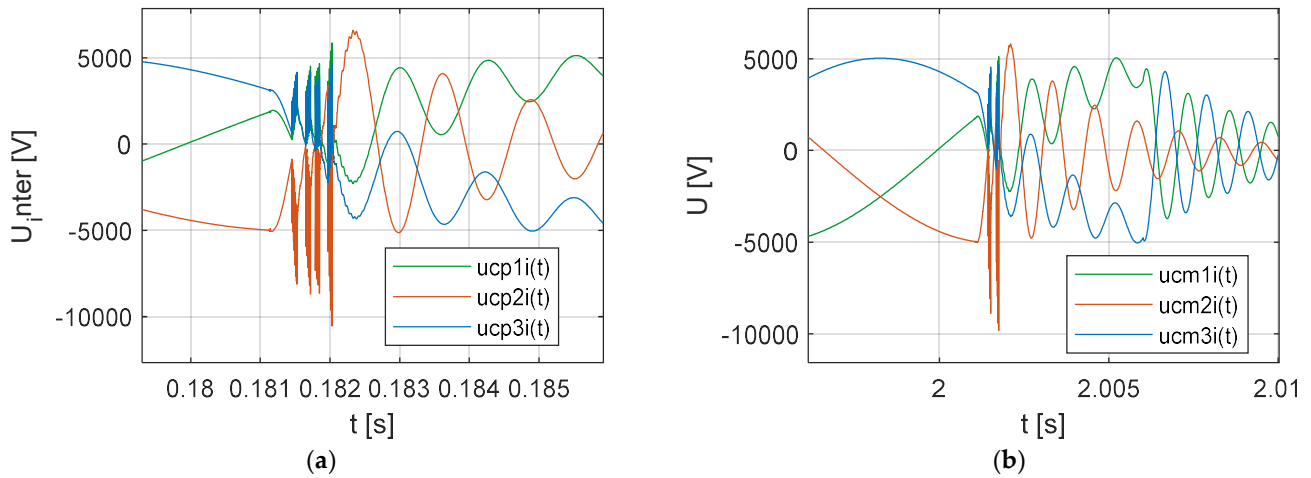 U_inter [V]
5000
0
-5000
-10000
ucp1i(t)
ucp2i(t)
ucp3i(t)
0.18 0.181 0.182 0.183 0.184 0.185
t [s]
(a)
U [V]
5000
0
-5000
-10000
ucm1i(t)
ucm2i(t)
ucm3i(t)
2 2.005 2.01
t [s]
(b)